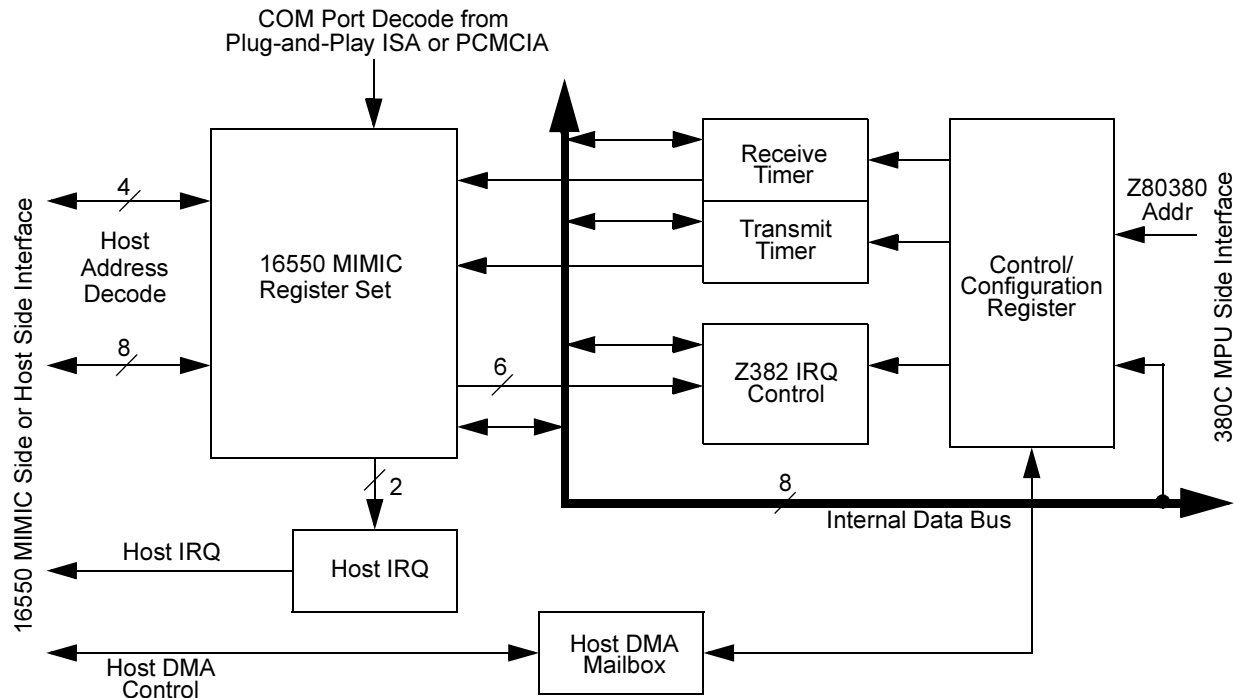 COM Port Decode from
Plug-and-Play ISA or PCMCIA
16550 MIMIC Side or Host Side Interface
4
Host
Address
Decode
8
16550 MIMIC
Register Set
6
2
Host IRQ
Host IRQ
Host DMA
Control
Host DMA
Mailbox
Receive
Timer
Transmit
Timer
Z382 IRQ
Control
8
Internal Data Bus
Control/
Configuration
Register
Z80380
Addr
380C MPU Side Interface